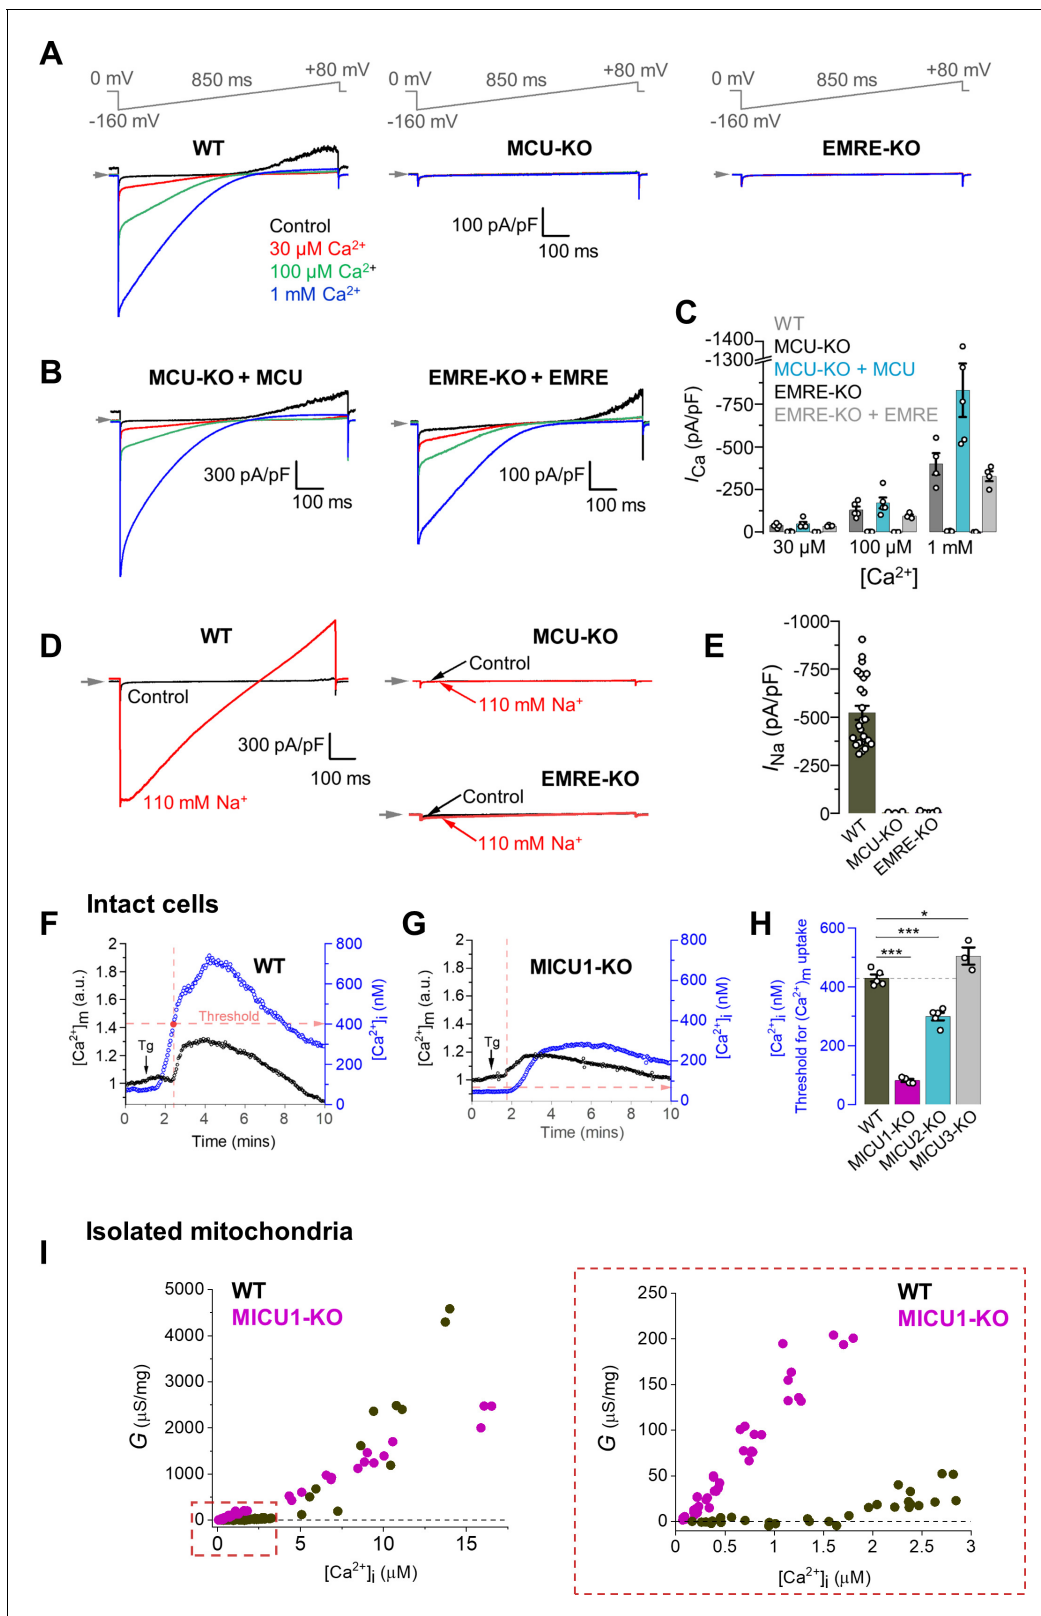 A
0 mV
850 ms
+80 mV
-160 mV
0 mV
850 ms
+80 mV
-160 mV
0 mV
850 ms
+80 mV
-160 mV
WT
MCU-KO
EMRE-KO
Control
30 µM Ca²⁺
100 µM Ca²⁺
1 mM Ca²⁺
100 pA/pF
100 ms
B
MCU-KO + MCU
EMRE-KO + EMRE
300 pA/pF
100 ms
100 pA/pF
100 ms
C
WT
MCU-KO
MCU-KO + MCU
EMRE-KO
EMRE-KO + EMRE
I_Ca (pA/pF)
-1400
-1300
-750
-500
-250
0
30 µM
100 µM
1 mM
[Ca²⁺]
D
WT
Control
110 mM Na⁺
300 pA/pF
100 ms
MCU-KO
Control
110 mM Na⁺
EMRE-KO
Control
110 mM Na⁺
E
I_Na (pA/pF)
-1000
-750
-500
-250
0
WT
MCU-KO
EMRE-KO
Intact cells
F
[Ca²⁺]m (a.u.)
2
1.8
1.6
1.4
1.2
1
WT
Threshold
Tg
800
700
600
500
400
300
200
100
0
[Ca²⁺]i (nM)
0
2
4
6
8
10
Time (mins)
G
[Ca²⁺]m (a.u.)
2
1.8
1.6
1.4
1.2
1
MICU1-KO
Tg
800
700
600
500
400
300
200
100
0
[Ca²⁺]i (nM)
0
2
4
6
8
10
Time (mins)
H
[Ca²⁺]i (nM)
Threshold for (Ca²⁺)m uptake
600
400
200
0
*
***
***
WT
MICU1-KO
MICU2-KO
MICU3-KO
Isolated mitochondria
I
WT
MICU1-KO
G (µS/mg)
5000
4000
3000
2000
1000
0
0
5
10
15
[Ca²⁺]i (µM)
WT
MICU1-KO
G (µS/mg)
250
200
150
100
50
0
0
0.5
1
1.5
2
2.5
3
[Ca²⁺]i (µM)